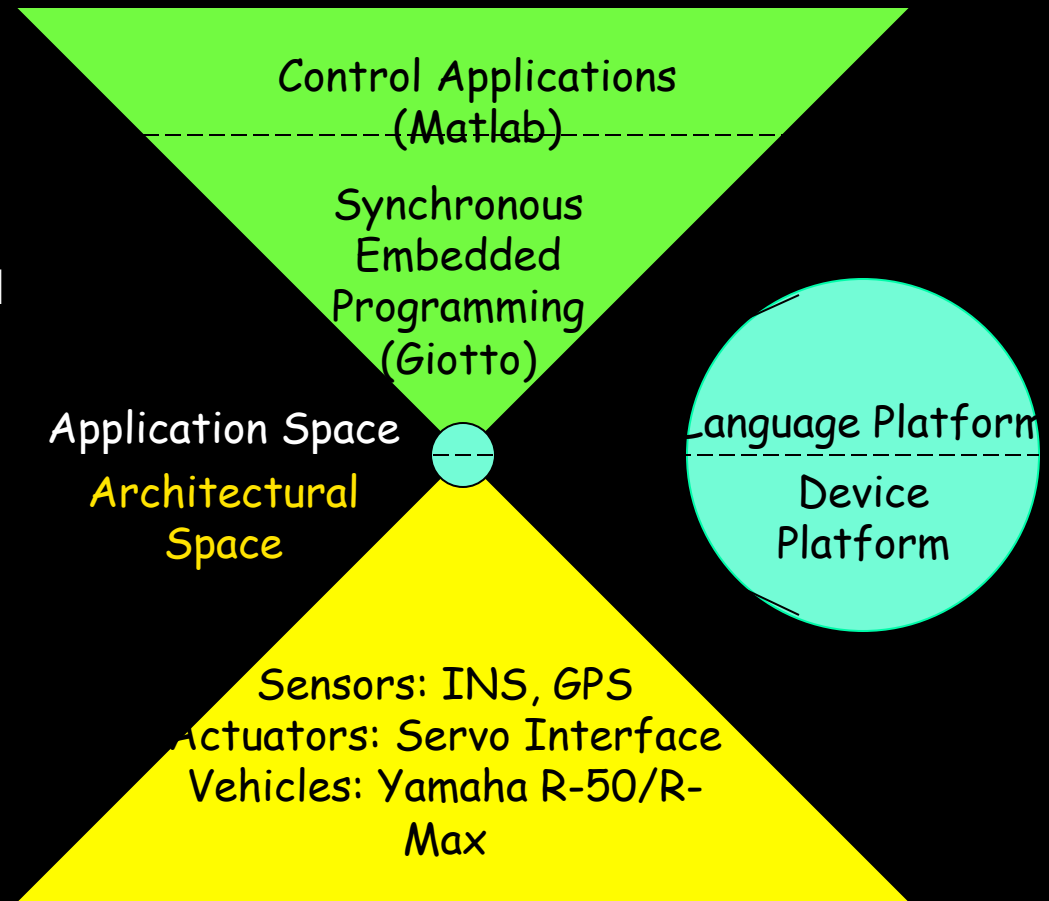 Control Applications
(Matlab)
Synchronous
Embedded
Programming
(Giotto)
Application Space
Architectural
Space
Language Platform
Device
Platform
Sensors: INS, GPS
Actuators: Servo Interface
Vehicles: Yamaha R-50/R-
Max